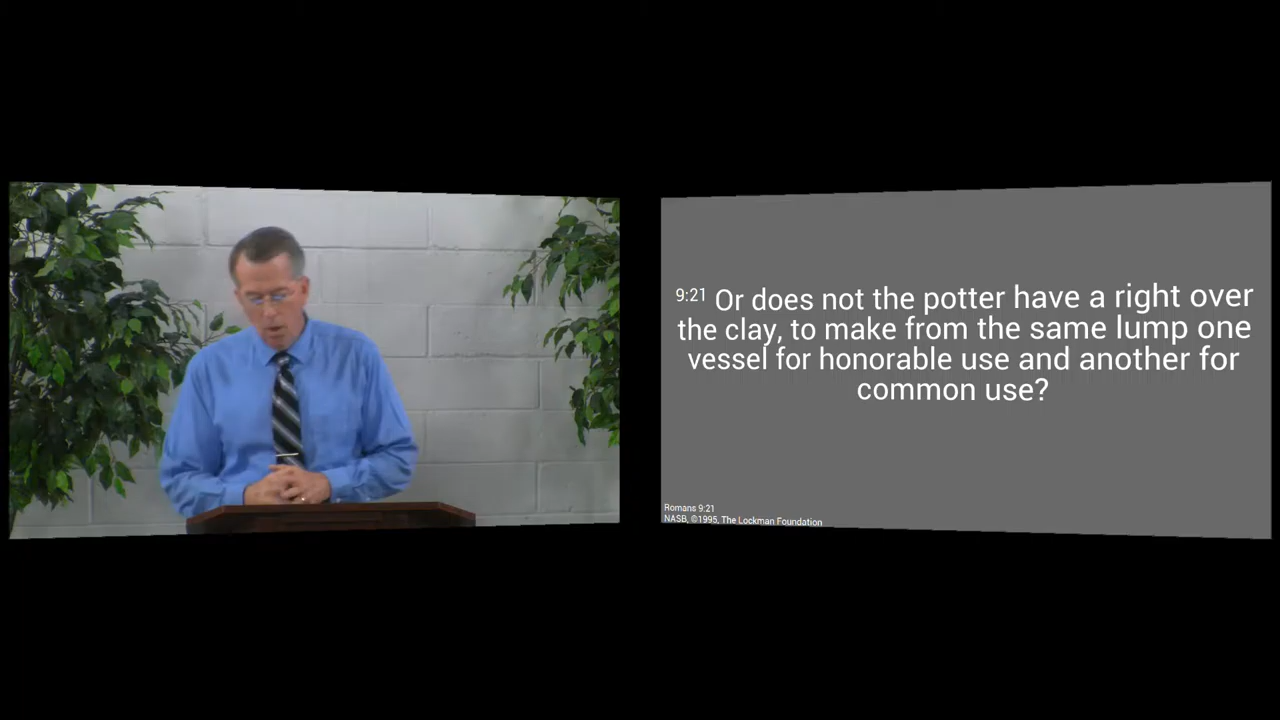 9:21 Or does not the potter have a right over
the clay, to make from the same lump one
vessel for honorable use and another for
common use?
Romans 9:21
NASB, ©1995, The Lockman Foundation